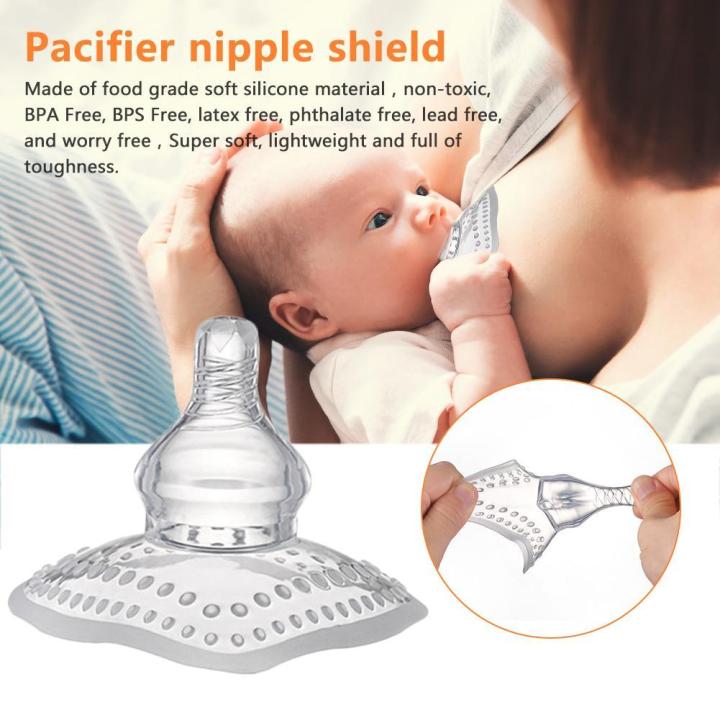 Pacifier nipple shield
Made of food grade soft silicone material , non-toxic,
BPA Free, BPS Free, latex free, phthalate free, lead free,
and worry free , Super soft, lightweight and full of
toughness.